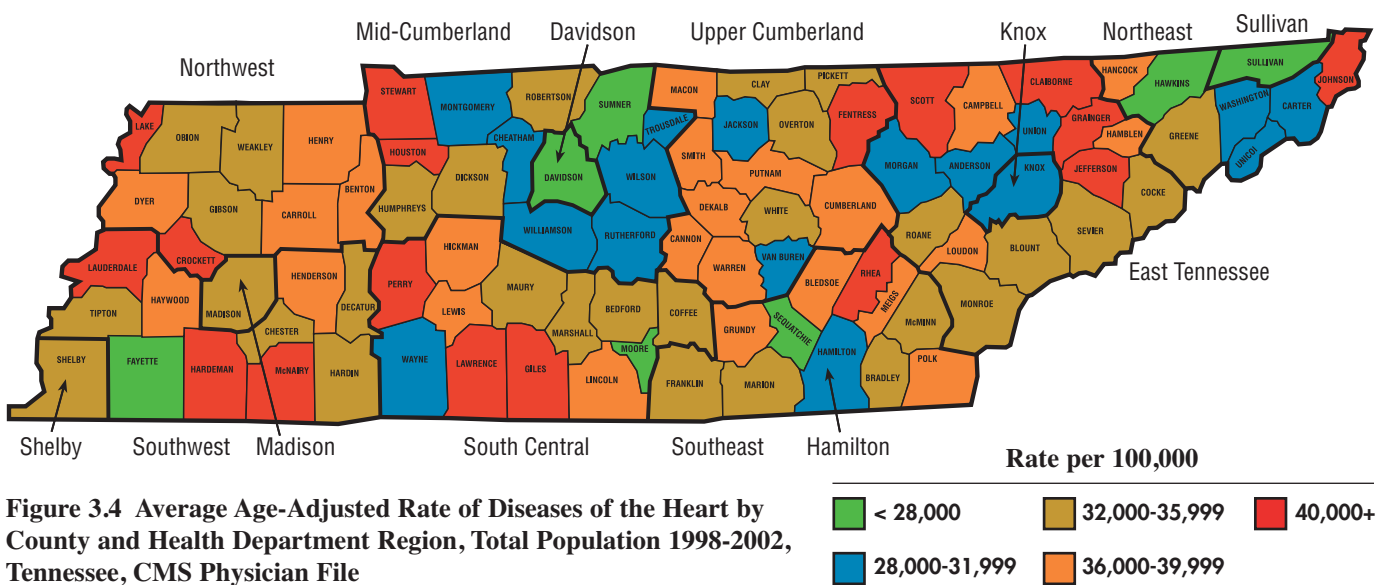 Mid-Cumberland Davidson Upper Cumberland Knox Northeast Sullivan
Northwest
STEWART MONTGOMERY ROBERTSON SUMNER MACON CLAY PICKETT SCOTT CAMPBELL CLAIBORNE HANCOCK HAWKINS SULLIVAN JOHNSON
LAKE OBION WEAKLEY HENRY HOUSTON CHEATHAM TROUSDALE JACKSON OVERTON FENTRESS UNION GRAINGER HAMBLEN GREENE WASHINGTON CARTER
DYER GIBSON CARROLL BENTON HUMPHREYS DICKSON DAVIDSON WILSON SMITH PUTNAM MORGAN ANDERSON KNOX JEFFERSON COCKE UNICOI
DEKALB WHITE CUMBERLAND
LAUDERDALE CROCKETT HICKMAN WILLIAMSON RUTHERFORD CANNON WARREN VAN BUREN ROANE LOUDON BLOUNT SEVIER
East Tennessee
HAYWOOD MADISON HENDERSON DECATUR PERRY LEWIS MAURY BLEDSOE RHEA MEIGS MONROE
TIPTON CHESTER MARSHALL BEDFORD COFFEE GRUNDY SEQUATCHIE McMINN
SHELBY FAYETTE HARDEMAN McNAIRY HARDIN WAYNE LAWRENCE GILES LINCOLN MOORE FRANKLIN MARION HAMILTON BRADLEY POLK
Shelby Southwest Madison South Central Southeast Hamilton
Rate per 100,000
< 28,000 32,000-35,999 40,000+
28,000-31,999 36,000-39,999
Figure 3.4 Average Age-Adjusted Rate of Diseases of the Heart by
County and Health Department Region, Total Population 1998-2002,
Tennessee, CMS Physician File